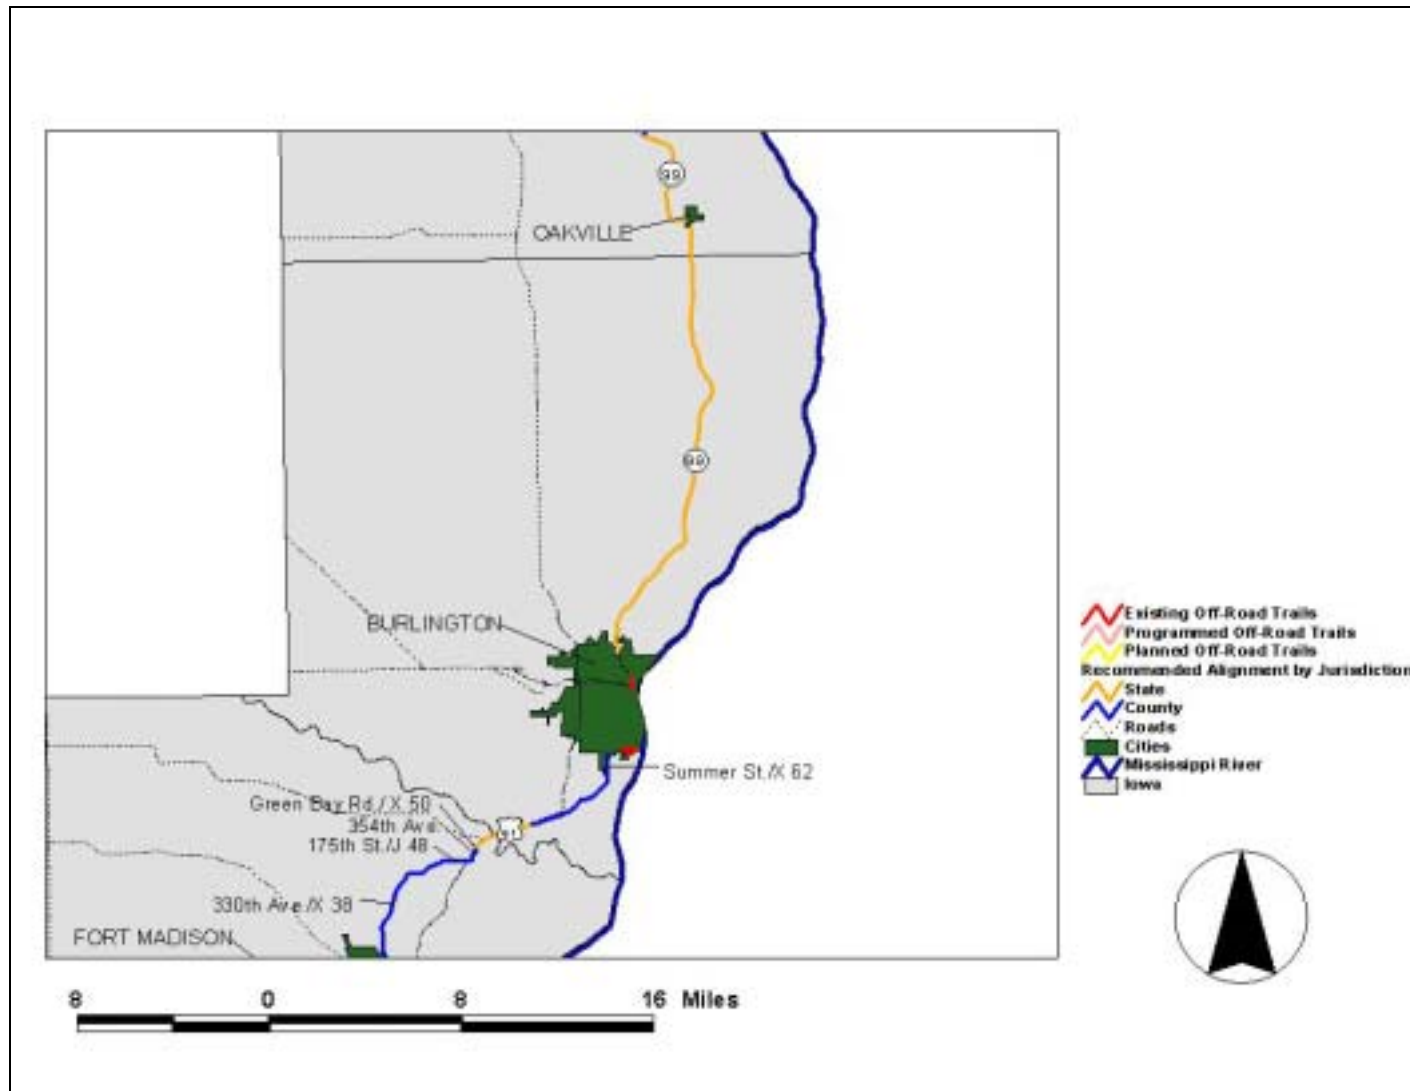 99
OAKVILLE
99
BURLINGTON
Existing Off-Road Trails
Programmed Off-Road Trails
Planned Off-Road Trails
Recommended Alignment by Jurisdiction
State
County
Roads
Cities
Mississippi River
Iowa
Summer St./X 62
Green Bay Rd./X 50
61
354th Ave
175th St./J 48
330th Ave./X 38
FORT MADISON
8 0 8 16 Miles